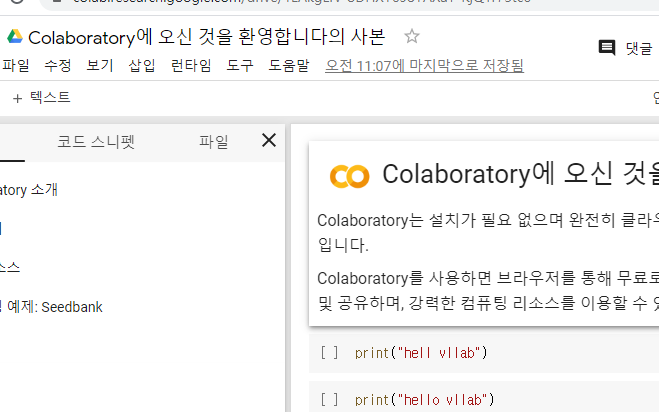 Colaboratory에 오신 것을 환영합니다의 사본
댓글
파일 수정 보기 삽입 런타임 도구 도움말 오전 11:07에 마지막으로 저장됨
+ 텍스트
코드 스니펫 파일
atory 소개
스스
예제: Seedbank
Colaboratory에 오신 것을
Colaboratory는 설치가 필요 없으며 완전히 클라우
입니다.
Colaboratory를 사용하면 브라우저를 통해 무료로
및 공유하며, 강력한 컴퓨팅 리소스를 이용할 수 있
[ ] print("hell vllab")
[ ] print("hello vllab")